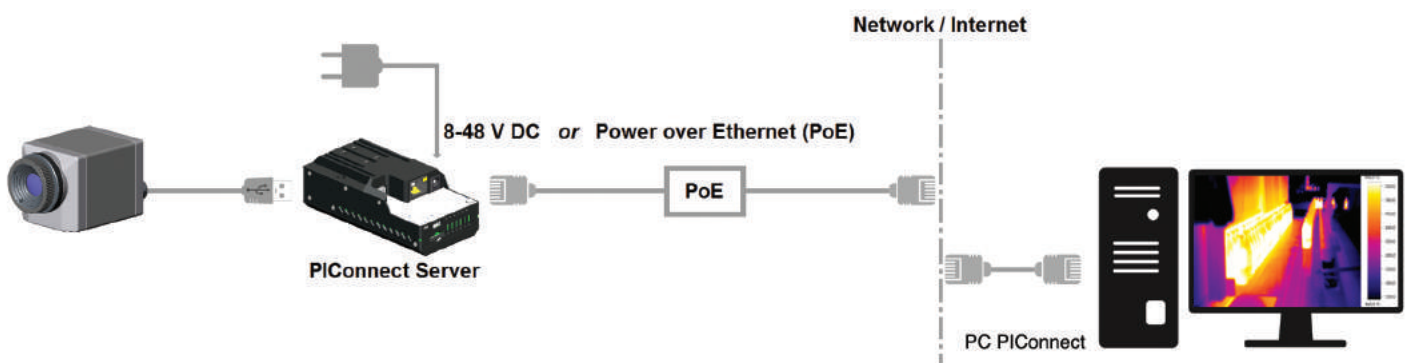 Network / Internet
8-48 V DC or Power over Ethernet (PoE)
PoE
PIConnect Server
PC PIConnect